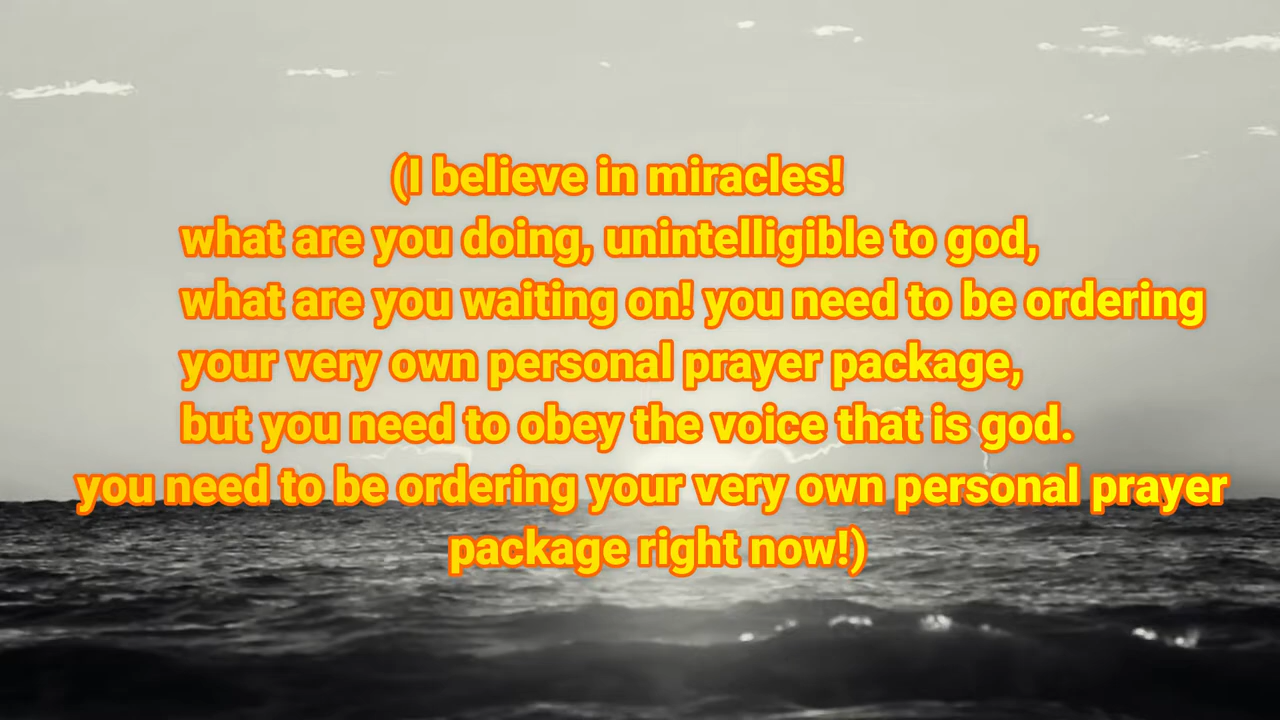 (I believe in miracles!
what are you doing, unintelligible to god,
what are you waiting on! you need to be ordering
your very own personal prayer package,
but you need to obey the voice that is god.
you need to be ordering your very own personal prayer
package right now!)